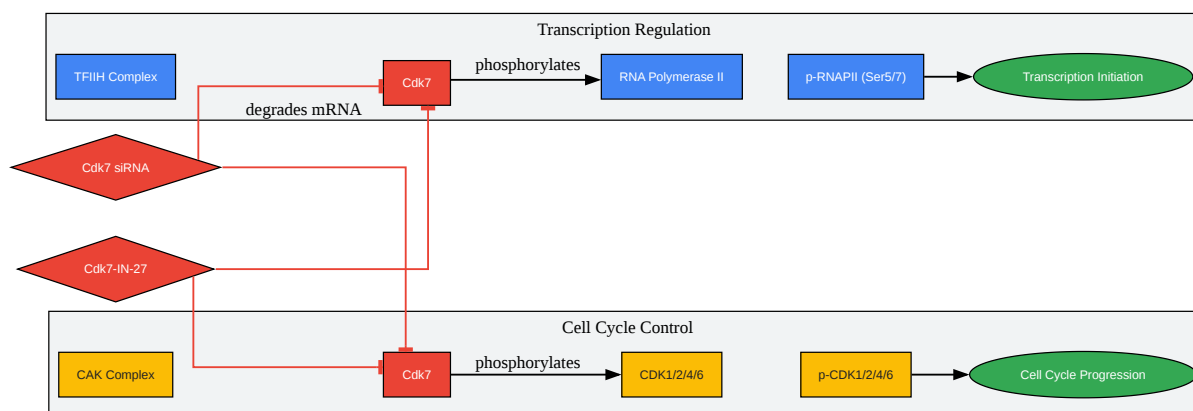 Transcription Regulation
TFIIH Complex
Cdk7
phosphorylates
RNA Polymerase II
p-RNAPII (Ser5/7)
Transcription Initiation
degrades mRNA
Cdk7 siRNA
Cdk7-IN-27
Cell Cycle Control
CAK Complex
Cdk7
phosphorylates
CDK1/2/4/6
p-CDK1/2/4/6
Cell Cycle Progression